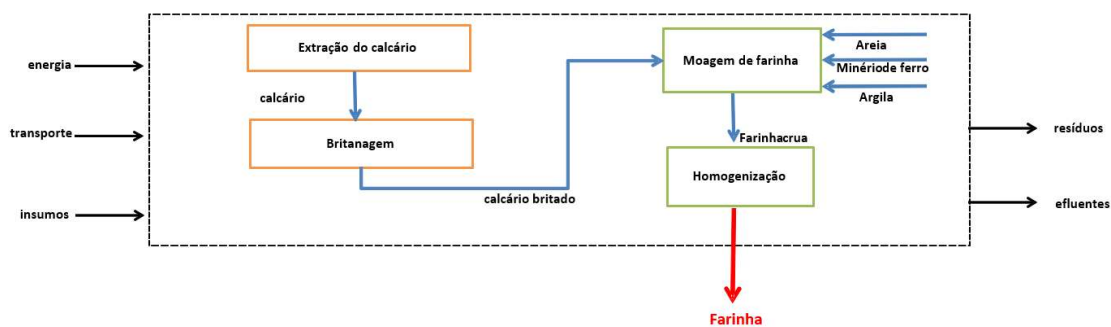 energia
transporte
insumos
Extração do calcário
calcário
Britanagem
calcário britado
Moagem de farinha
Areia
Minériode ferro
Argila
Farinhacrua
Homogenização
resíduos
efluentes
Farinha